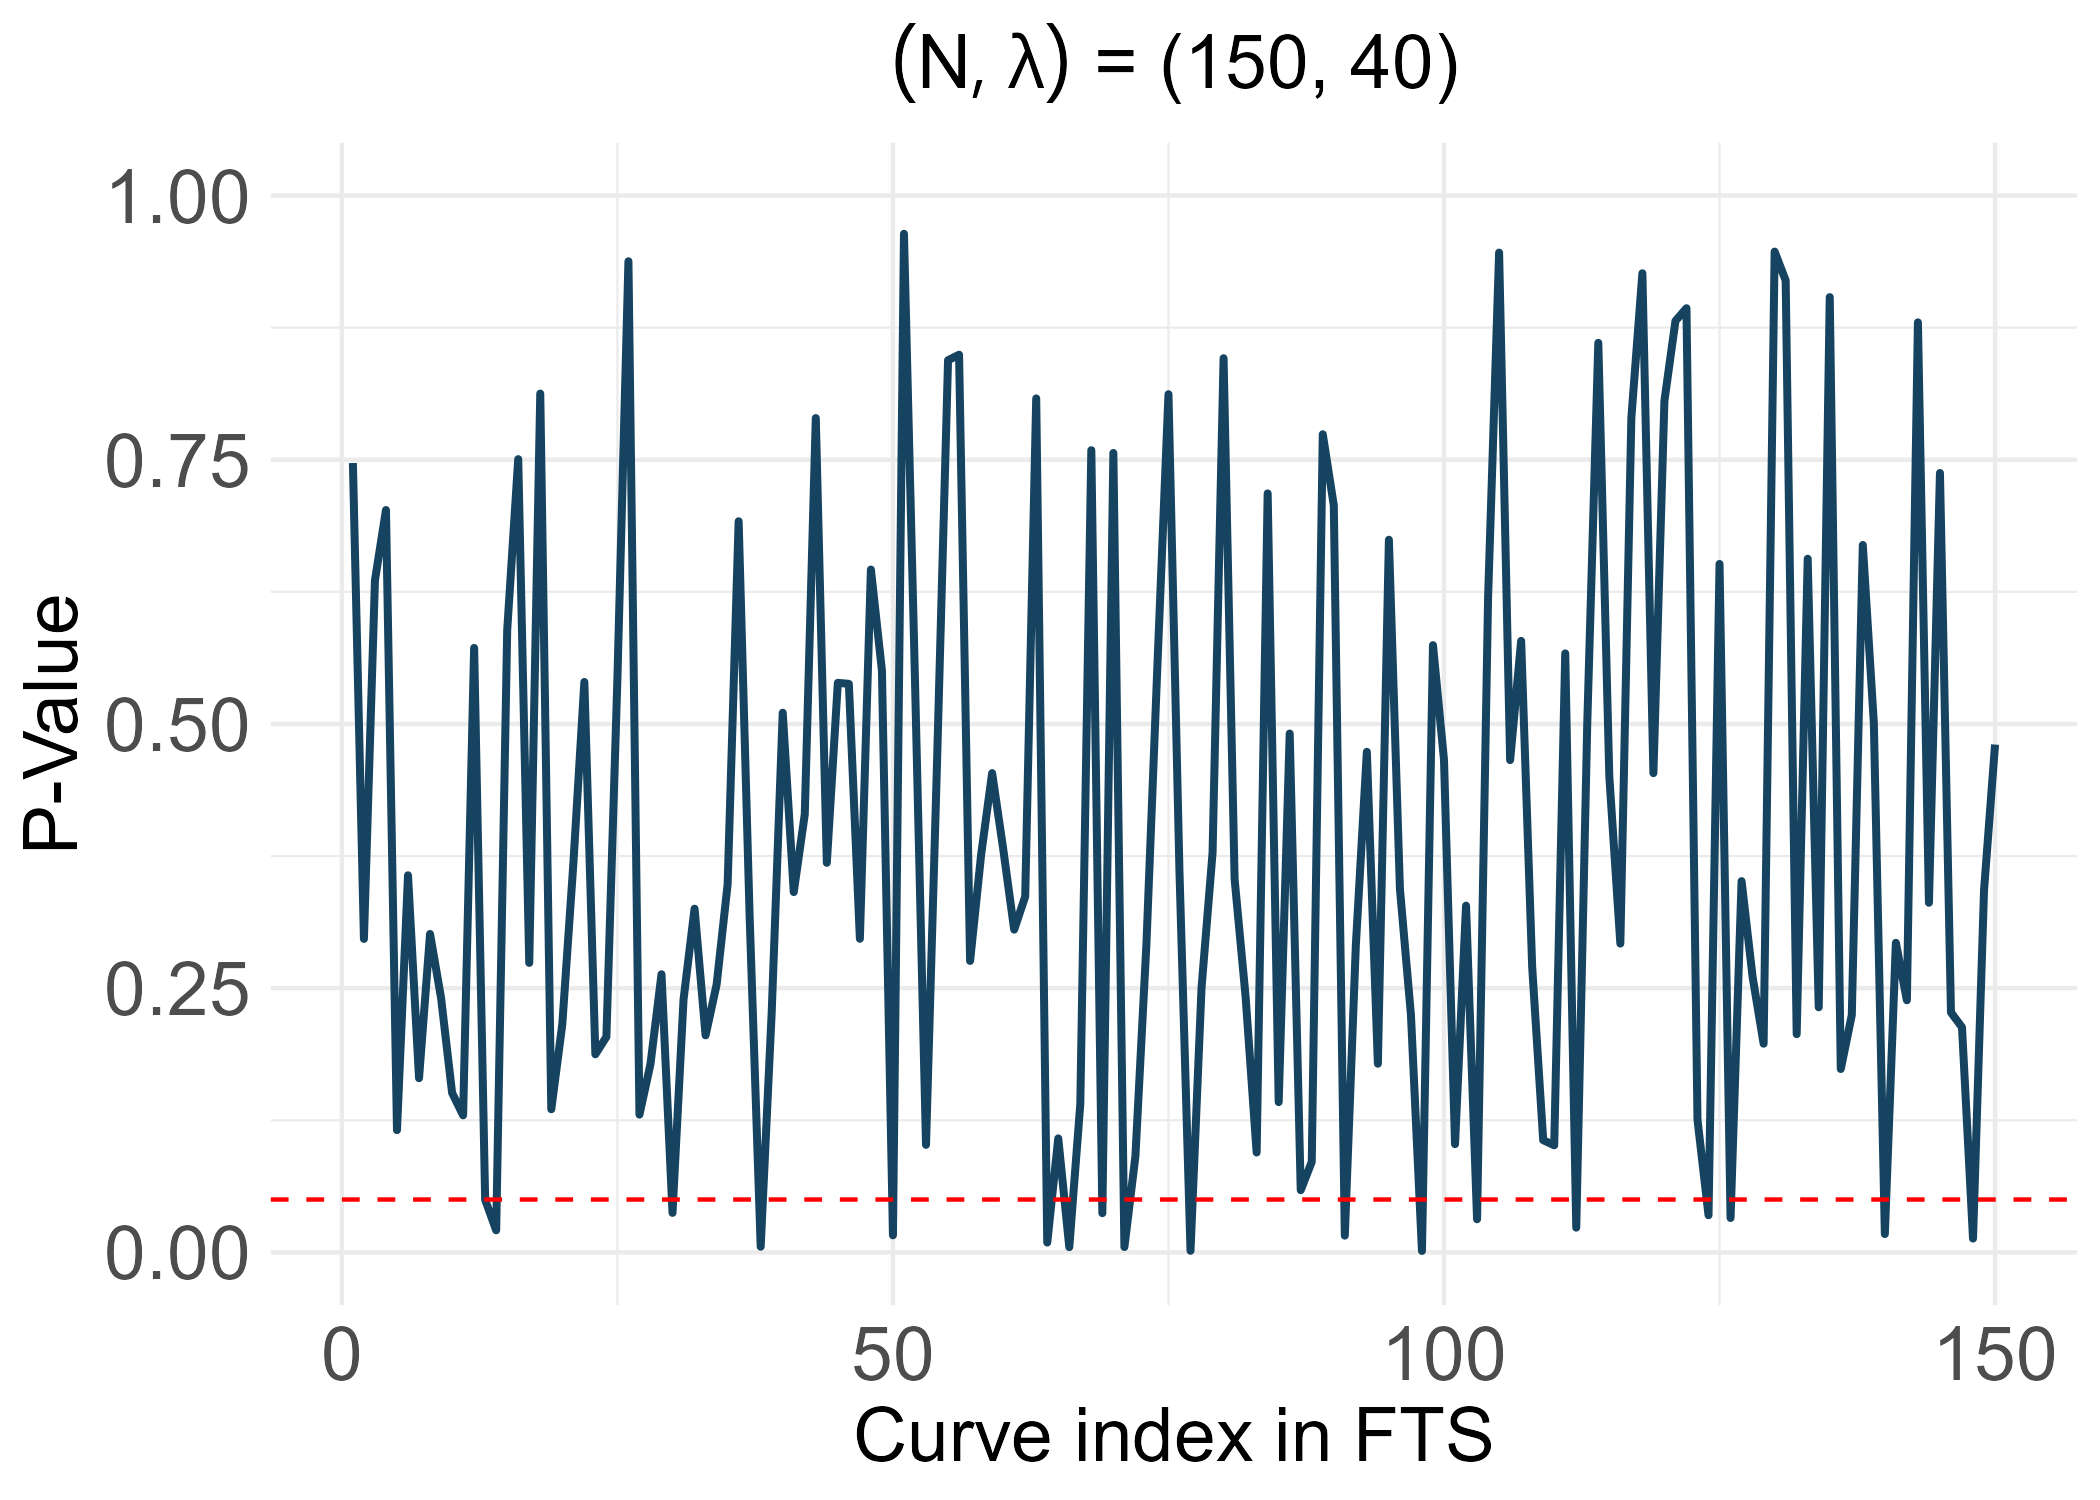 (N, λ) = (150, 40)
1.00
0.75
0.50
0.25
0.00
P-Value
0 50 100 150
Curve index in FTS